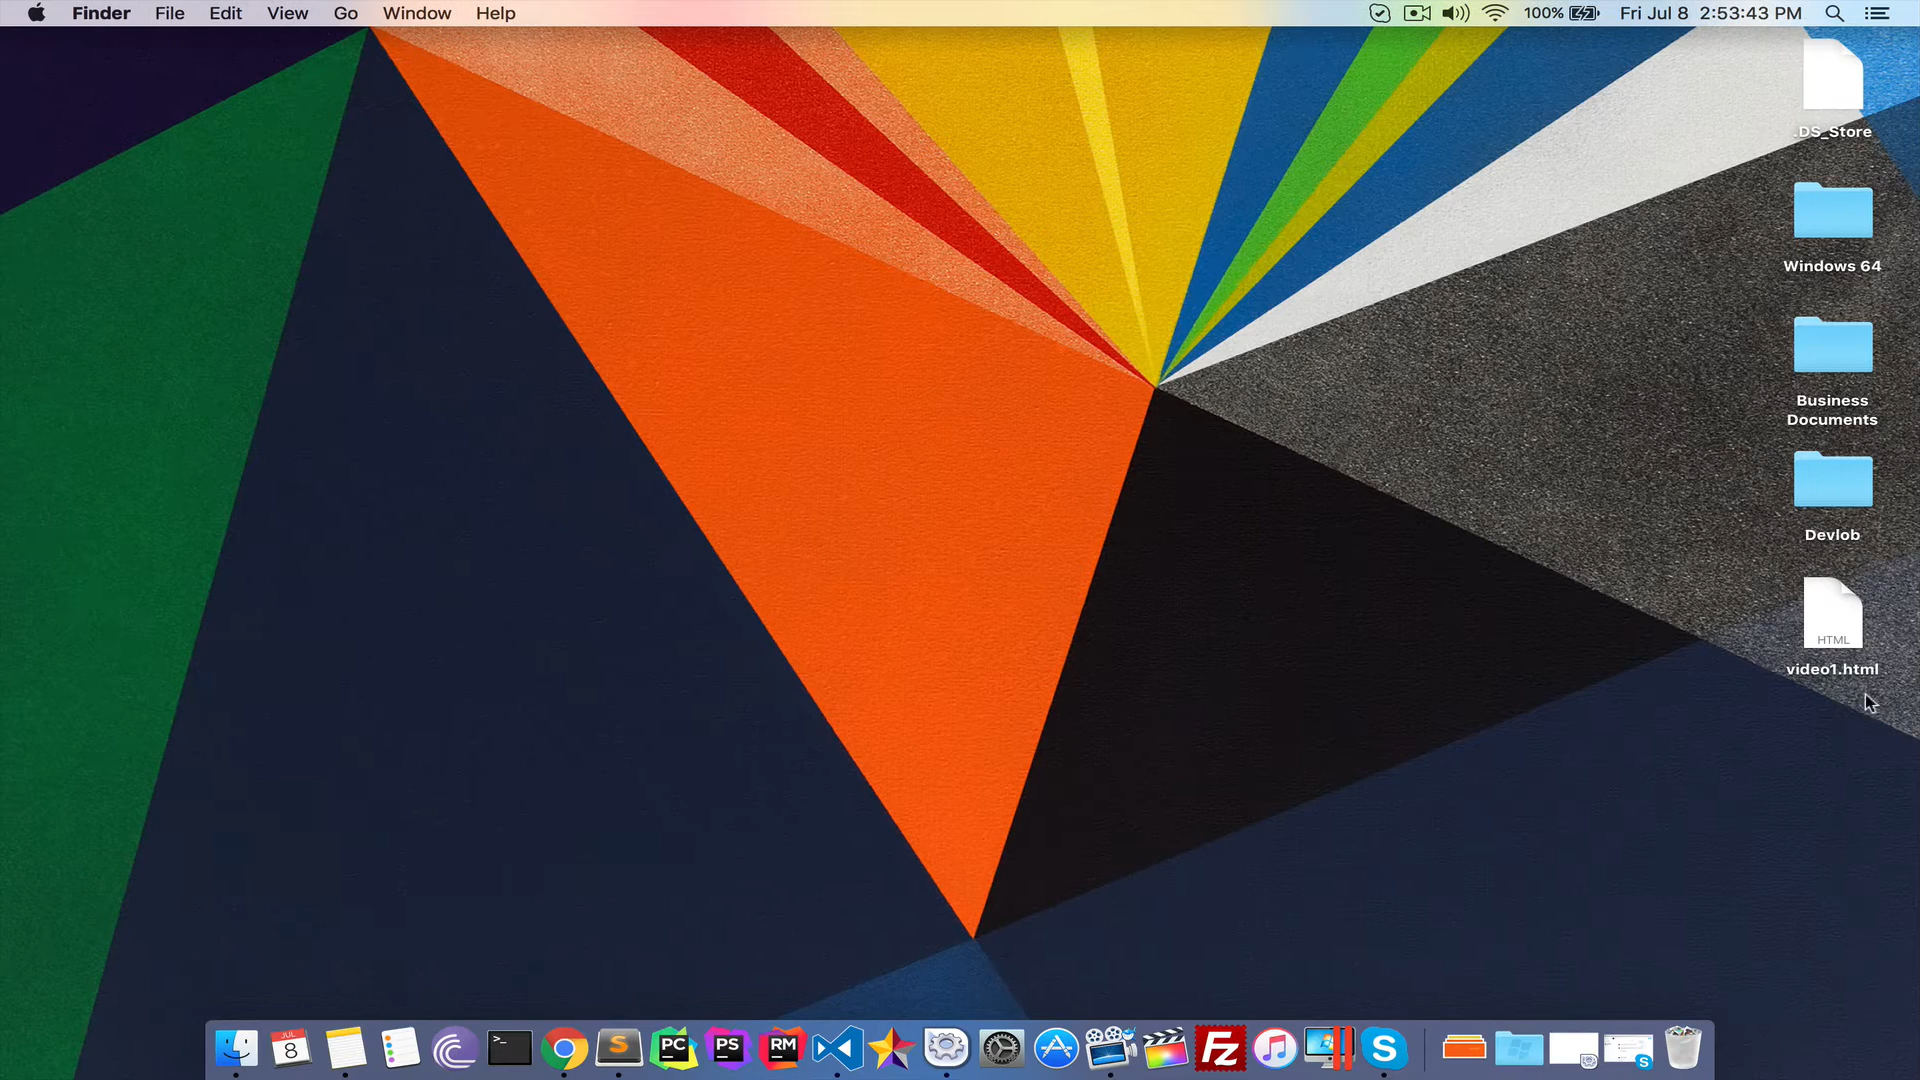 Finder File Edit View Go Window Help 100% Fri Jul 8 2:53:43 PM
.DS_Store
Windows 64
Business
Documents
Devlob
HTML
video1.html
JUL
8
>_
S
PC
PS
RM
Fz
S
S